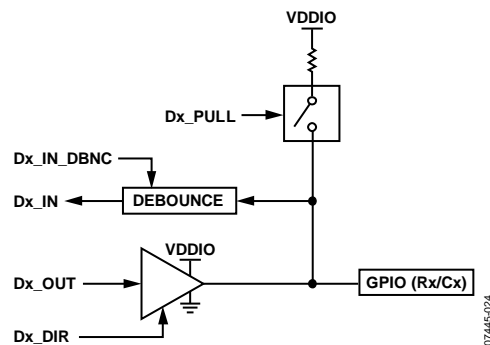 VDDIO
Dx_PULL
Dx_IN_DBNC
Dx_IN
DEBOUNCE
VDDIO
Dx_OUT
GPIO (Rx/Cx)
Dx_DIR
07445-024